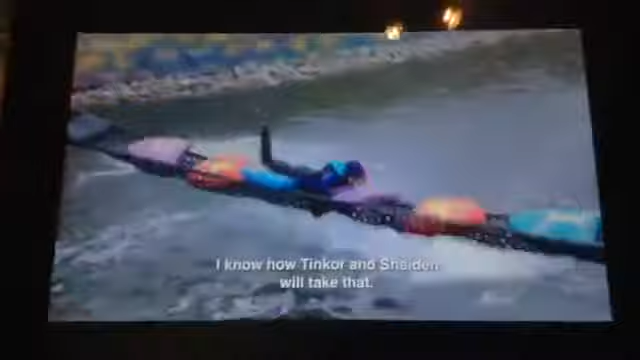 I know how Tinkor and Shaiden
will take that.